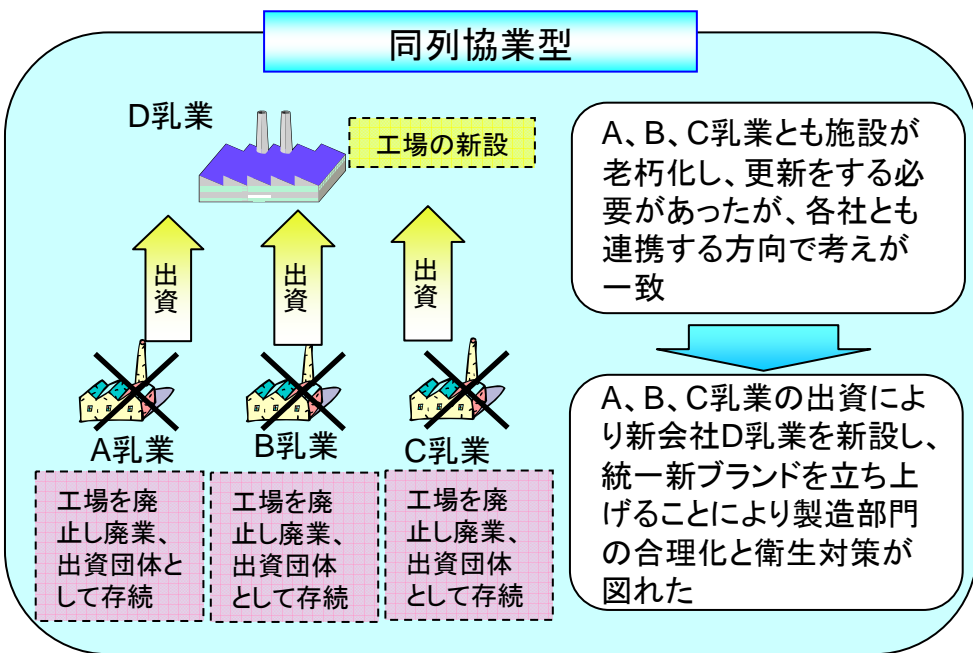 同列協業型
D乳業
工場の新設
出資
出資
出資
A乳業
B乳業
C乳業
工場を廃
止し廃業、
出資団体と
して存続
工場を廃
止し廃業、
出資団体
として存続
工場を廃
止し廃業、
出資団体
として存続
A、B、C乳業とも施設が
老朽化し、更新をする必
要があったが、各社とも
連携する方向で考えが
一致
A、B、C乳業の出資によ
り新会社D乳業を新設し、
統一新ブランドを立ち上
げることにより製造部門
の合理化と衛生対策が
図れた